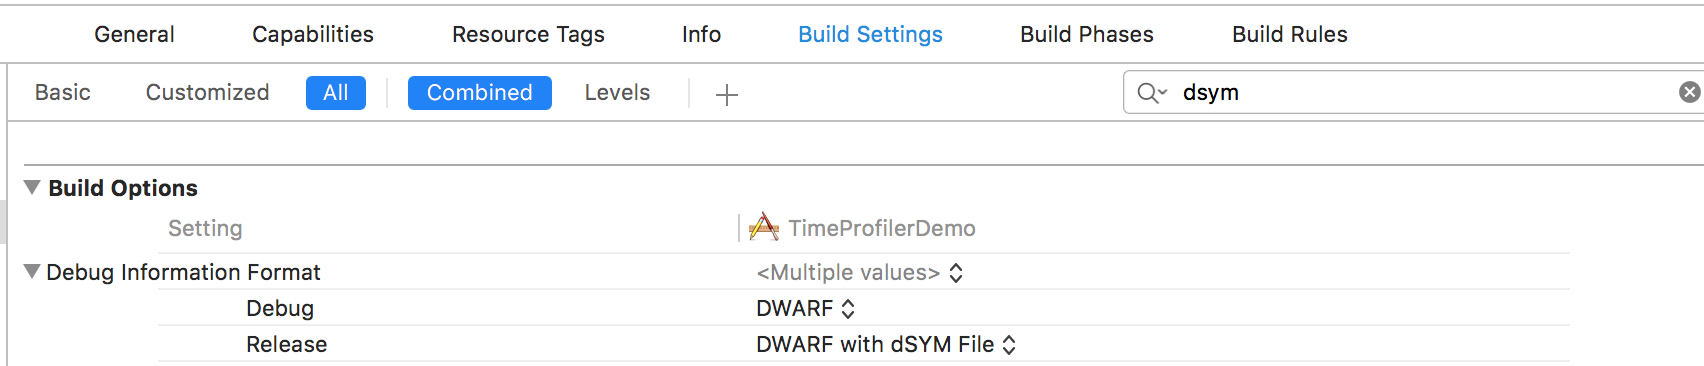 General Capabilities Resource Tags Info Build Settings Build Phases Build Rules
Basic Customized All Combined Levels dsym
Build Options
Setting TimeProfilerDemo
Debug Information Format <Multiple values>
Debug DWARF
Release DWARF with dSYM File